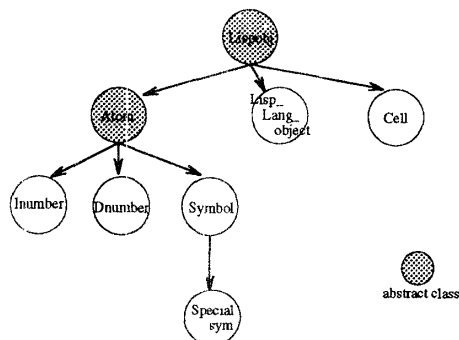 Lispobj
Lisp_
Lang_
object
Cell
Atom
Inumber
Dnumber
Symbol
Special
sym
abstract class